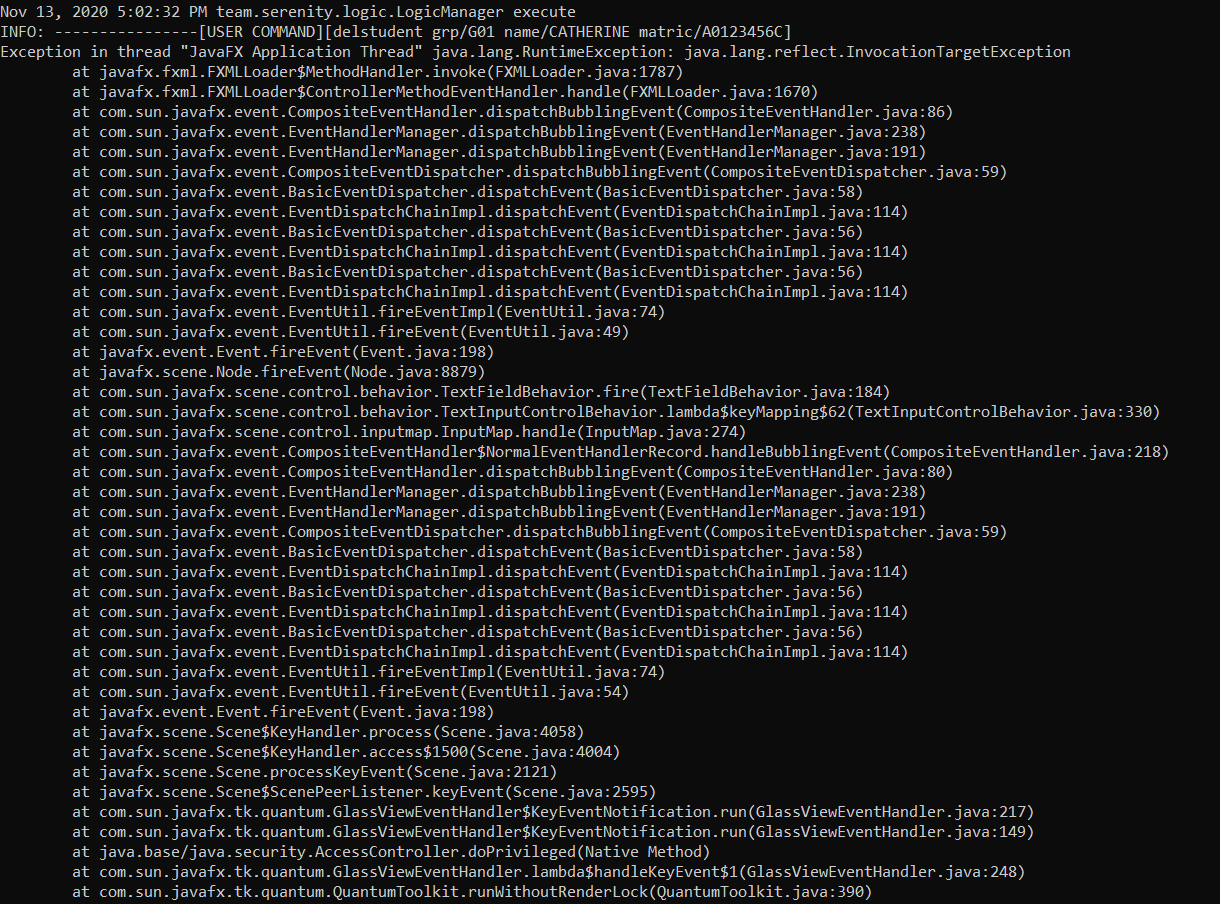 Nov 13, 2020 5:02:32 PM team.serenity.logic.LogicManager execute
INFO: ----------------[USER COMMAND][delstudent grp/G01 name/CATHERINE matric/A0123456C]
Exception in thread "JavaFX Application Thread" java.lang.RuntimeException: java.lang.reflect.InvocationTargetException
at javafx.fxml.FXMLLoader$MethodHandler.invoke(FXMLLoader.java:1787)
at javafx.fxml.FXMLLoader$ControllerMethodEventHandler.handle(FXMLLoader.java:1670)
at com.sun.javafx.event.CompositeEventHandler.dispatchBubblingEvent(CompositeEventHandler.java:86)
at com.sun.javafx.event.EventHandlerManager.dispatchBubblingEvent(EventHandlerManager.java:238)
at com.sun.javafx.event.EventHandlerManager.dispatchBubblingEvent(EventHandlerManager.java:191)
at com.sun.javafx.event.CompositeEventDispatcher.dispatchBubblingEvent(CompositeEventDispatcher.java:59)
at com.sun.javafx.event.BasicEventDispatcher.dispatchEvent(BasicEventDispatcher.java:58)
at com.sun.javafx.event.EventDispatchChainImpl.dispatchEvent(EventDispatchChainImpl.java:114)
at com.sun.javafx.event.BasicEventDispatcher.dispatchEvent(BasicEventDispatcher.java:56)
at com.sun.javafx.event.EventDispatchChainImpl.dispatchEvent(EventDispatchChainImpl.java:114)
at com.sun.javafx.event.BasicEventDispatcher.dispatchEvent(BasicEventDispatcher.java:56)
at com.sun.javafx.event.EventDispatchChainImpl.dispatchEvent(EventDispatchChainImpl.java:114)
at com.sun.javafx.event.EventUtil.fireEventImpl(EventUtil.java:74)
at com.sun.javafx.event.EventUtil.fireEvent(EventUtil.java:49)
at javafx.event.Event.fireEvent(Event.java:198)
at javafx.scene.Node.fireEvent(Node.java:8879)
at com.sun.javafx.scene.control.behavior.TextFieldBehavior.fire(TextFieldBehavior.java:184)
at com.sun.javafx.scene.control.behavior.TextInputControlBehavior.lambda$keyMapping$62(TextInputControlBehavior.java:330)
at com.sun.javafx.scene.control.inputmap.InputMap.handle(InputMap.java:274)
at com.sun.javafx.event.CompositeEventHandler$NormalEventHandlerRecord.handleBubblingEvent(CompositeEventHandler.java:218)
at com.sun.javafx.event.CompositeEventHandler.dispatchBubblingEvent(CompositeEventHandler.java:80)
at com.sun.javafx.event.EventHandlerManager.dispatchBubblingEvent(EventHandlerManager.java:238)
at com.sun.javafx.event.EventHandlerManager.dispatchBubblingEvent(EventHandlerManager.java:191)
at com.sun.javafx.event.CompositeEventDispatcher.dispatchBubblingEvent(CompositeEventDispatcher.java:59)
at com.sun.javafx.event.BasicEventDispatcher.dispatchEvent(BasicEventDispatcher.java:58)
at com.sun.javafx.event.EventDispatchChainImpl.dispatchEvent(EventDispatchChainImpl.java:114)
at com.sun.javafx.event.BasicEventDispatcher.dispatchEvent(BasicEventDispatcher.java:56)
at com.sun.javafx.event.EventDispatchChainImpl.dispatchEvent(EventDispatchChainImpl.java:114)
at com.sun.javafx.event.BasicEventDispatcher.dispatchEvent(BasicEventDispatcher.java:56)
at com.sun.javafx.event.EventDispatchChainImpl.dispatchEvent(EventDispatchChainImpl.java:114)
at com.sun.javafx.event.EventUtil.fireEventImpl(EventUtil.java:74)
at com.sun.javafx.event.EventUtil.fireEvent(EventUtil.java:54)
at javafx.event.Event.fireEvent(Event.java:198)
at javafx.scene.Scene$KeyHandler.process(Scene.java:4058)
at javafx.scene.Scene$KeyHandler.access$1500(Scene.java:4004)
at javafx.scene.Scene.processKeyEvent(Scene.java:2121)
at javafx.scene.Scene$ScenePeerListener.keyEvent(Scene.java:2595)
at com.sun.javafx.tk.quantum.GlassViewEventHandler$KeyEventNotification.run(GlassViewEventHandler.java:217)
at com.sun.javafx.tk.quantum.GlassViewEventHandler$KeyEventNotification.run(GlassViewEventHandler.java:149)
at java.base/java.security.AccessController.doPrivileged(Native Method)
at com.sun.javafx.tk.quantum.GlassViewEventHandler.lambda$handleKeyEvent$1(GlassViewEventHandler.java:248)
at com.sun.javafx.tk.quantum.QuantumToolkit.runWithoutRenderLock(QuantumToolkit.java:390)